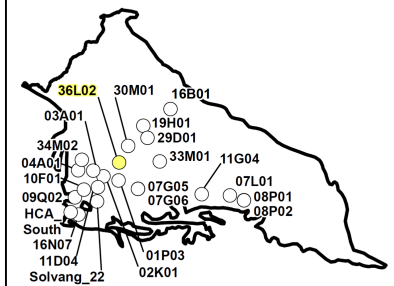 36L02
30M01
16B01
03A01
19H01
29D01
34M02
33M01
04A01
11G04
10F01
07L01
07G05
09Q02
07G06
08P01
HCA_
08P02
South
16N07
01P03
11D04
02K01
Solvang_22